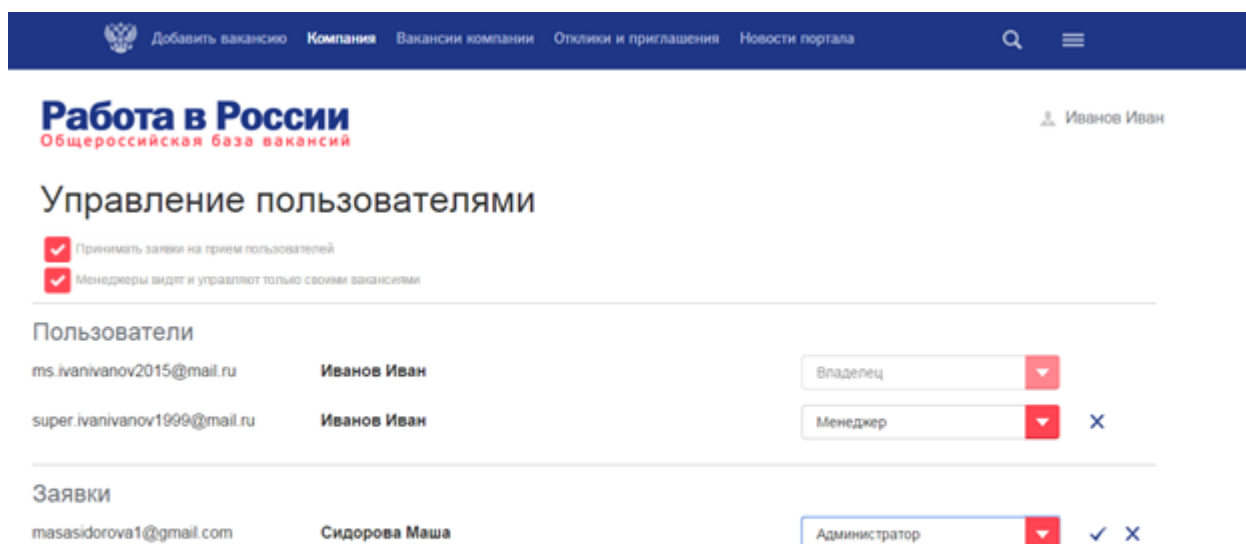 Добавить вакансию Компания Вакансии компании Отклики и приглашения Новости портала
Работа в России
Общероссийская база вакансий
Иванов Иван
Управление пользователями
Принимать заявки на прием пользователей
Менеджеры видят и управляют только своими вакансиями
Пользователи
ms.ivanivanov2015@mail.ru Иванов Иван Владелец
super.ivanivanov1999@mail.ru Иванов Иван Менеджер
Заявки
masasidorova1@gmail.com Сидорова Маша Администратор